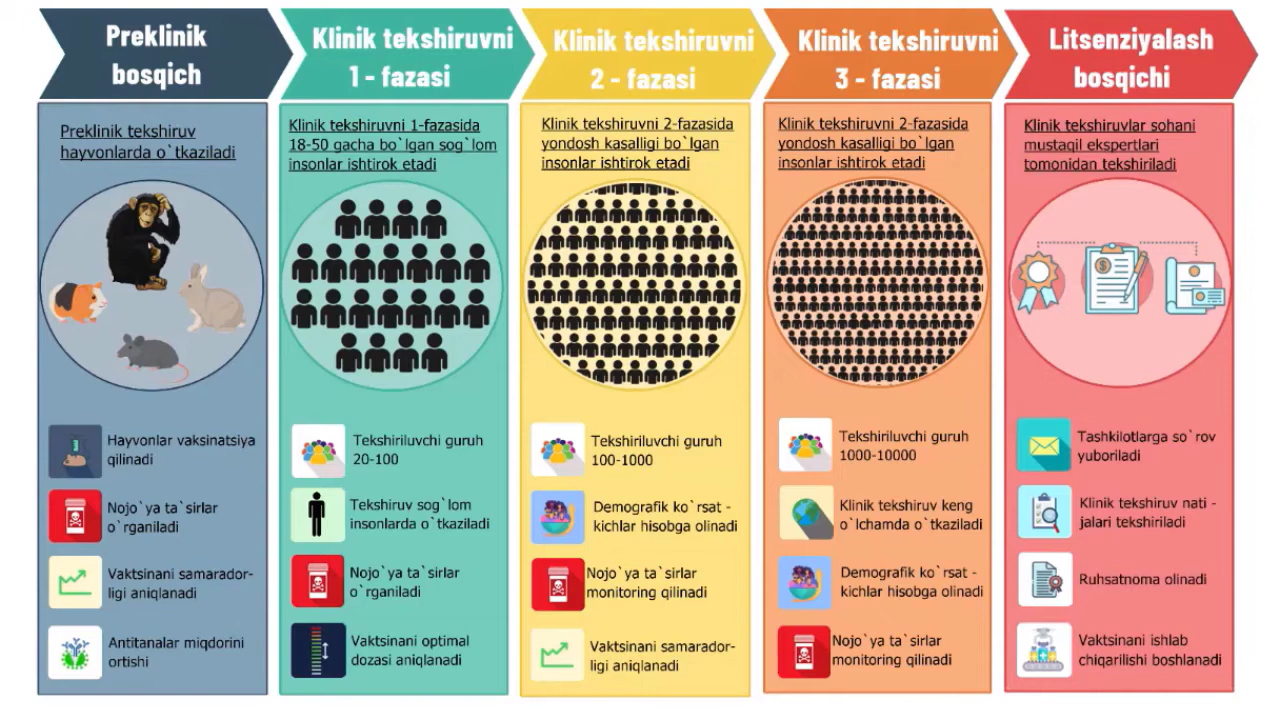 Preklinik
bosqich
Klinik tekshiruvni
1 - fazasi
Klinik tekshiruvni
2 - fazasi
Klinik tekshiruvni
3 - fazasi
Litsenziyalash
bosqichi
Preklinik tekshiruv
hayvonlarda o`tkaziladi
Hayvonlar vaksinatsiya
qilinadi
Nojo`ya ta`sirlar
o`rganiladi
Vaktsinani samarador-
ligi aniqlanadi
Antitanalar miqdorini
ortishi
Klinik tekshiruvni 1-fazasida
18-50 gacha bo`lgan sog`lom
insonlar ishtirok etadi
Tekshiriluvchi guruh
20-100
Tekshiruv sog`lom
insonlarda o`tkaziladi
Nojo`ya ta`sirlar
o`rganiladi
Vaktsinani optimal
dozasi aniqlanadi
Klinik tekshiruvni 2-fazasida
yondosh kasalligi bo`lgan
insonlar ishtirok etadi
Tekshiriluvchi guruh
100-1000
Demografik ko`rsat -
kichlar hisobga olinadi
Nojo`ya ta`sirlar
monitoring qilinadi
Vaktsinani samarador-
ligi aniqlanadi
Klinik tekshiruvni 2-fazasida
yondosh kasalligi bo`lgan
insonlar ishtirok etadi
Tekshiriluvchi guruh
1000-10000
Klinik tekshiruv keng
o`lchamda o`tkaziladi
Demografik ko`rsat -
kichlar hisobga olinadi
Nojo`ya ta`sirlar
monitoring qilinadi
Klinik tekshiruvlar sohani
mustaqil ekspertlari
tomonidan tekshiriladi
Tashkilotlarga so`rov
yuboriladi
Klinik tekshiruv nati -
jalari tekshiriladi
Ruhsatnoma olinadi
Vaktsinani ishlab
chiqarilishi boshlanadi